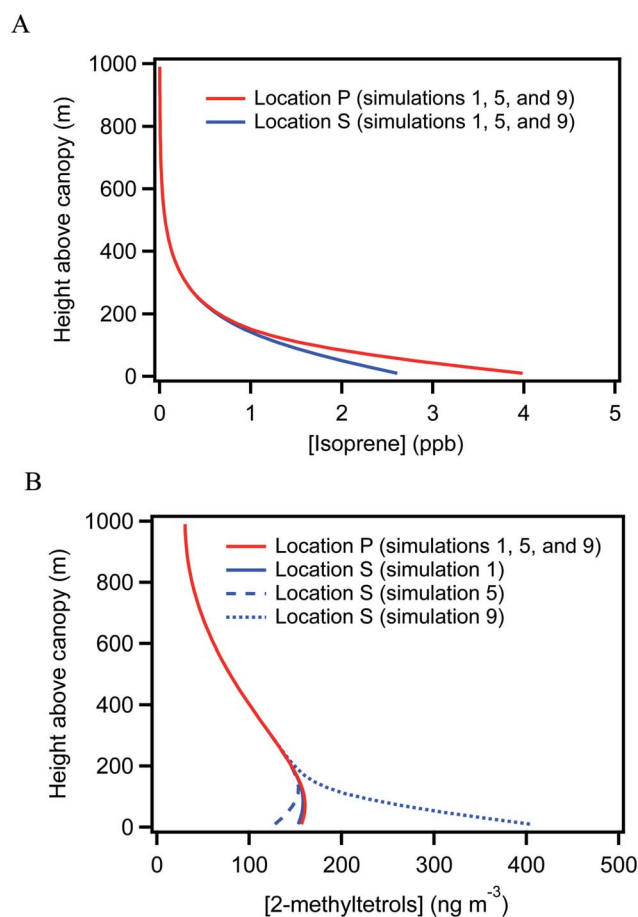 A
1000
800
600
400
200
0
Height above canopy (m)
Location P (simulations 1, 5, and 9)
Location S (simulations 1, 5, and 9)
0 1 2 3 4 5
[Isoprene] (ppb)
B
1000
800
600
400
200
0
Height above canopy (m)
Location P (simulations 1, 5, and 9)
Location S (simulation 1)
Location S (simulation 5)
Location S (simulation 9)
0 100 200 300 400 500
[2-methyltetrols] (ng m⁻³)